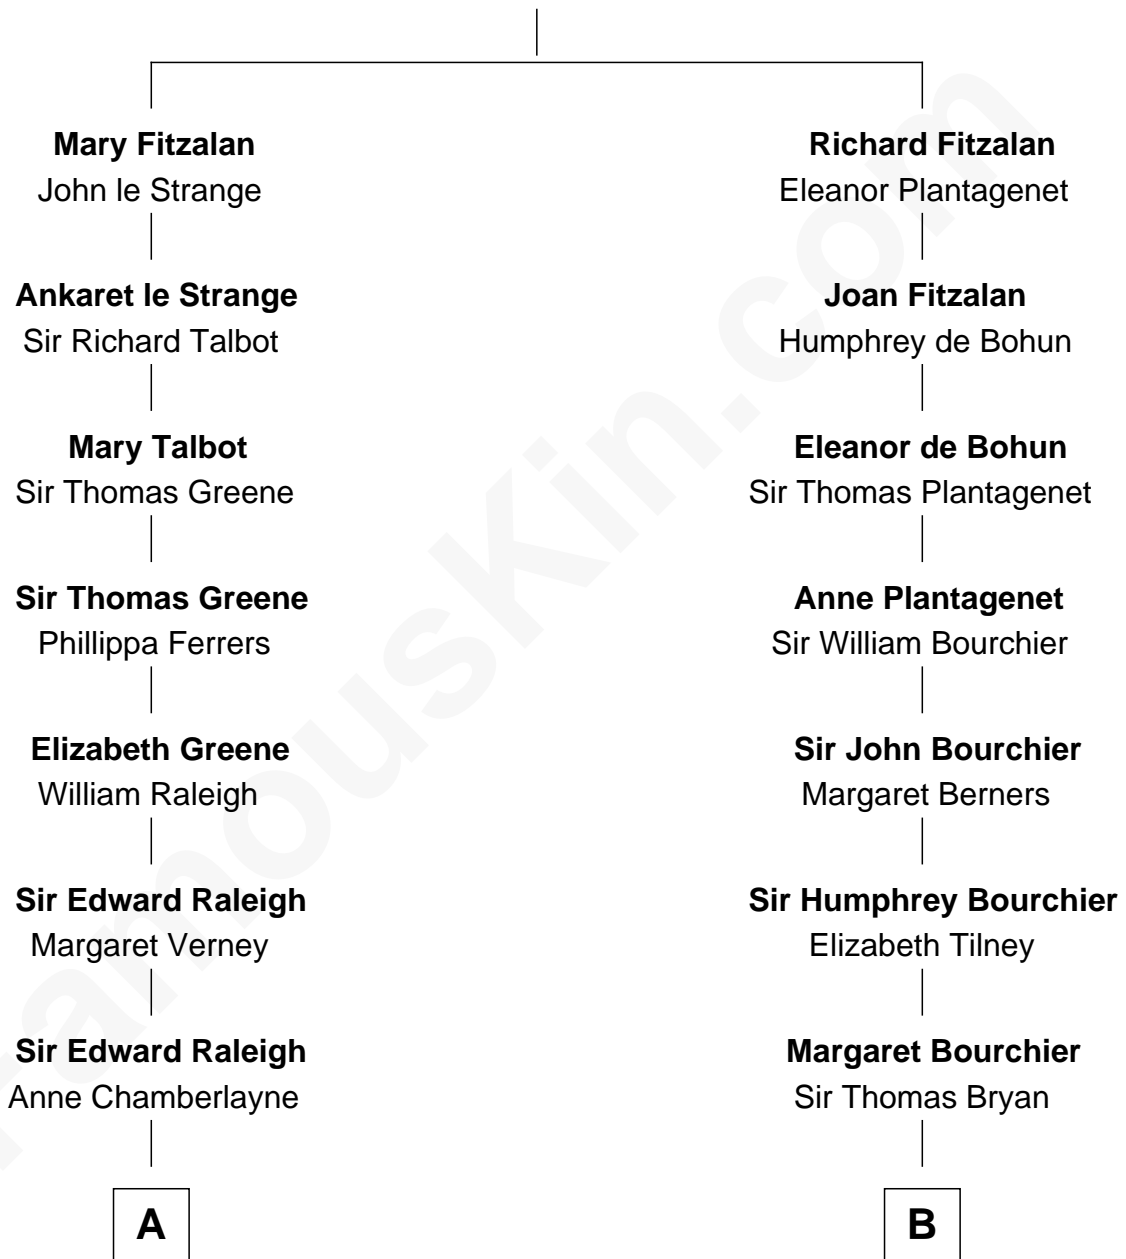 Mary Fitzalan
John le Strange
Ankaret le Strange
Sir Richard Talbot
Mary Talbot
Sir Thomas Greene
Sir Thomas Greene
Phillippa Ferrers
Elizabeth Greene
William Raleigh
Sir Edward Raleigh
Margaret Verney
Sir Edward Raleigh
Anne Chamberlayne
A
Richard Fitzalan
Eleanor Plantagenet
Joan Fitzalan
Humphrey de Bohun
Eleanor de Bohun
Sir Thomas Plantagenet
Anne Plantagenet
Sir William Bourchier
Sir John Bourchier
Margaret Berners
Sir Humphrey Bourchier
Elizabeth Tilney
Margaret Bourchier
Sir Thomas Bryan
B
FamousKin.com